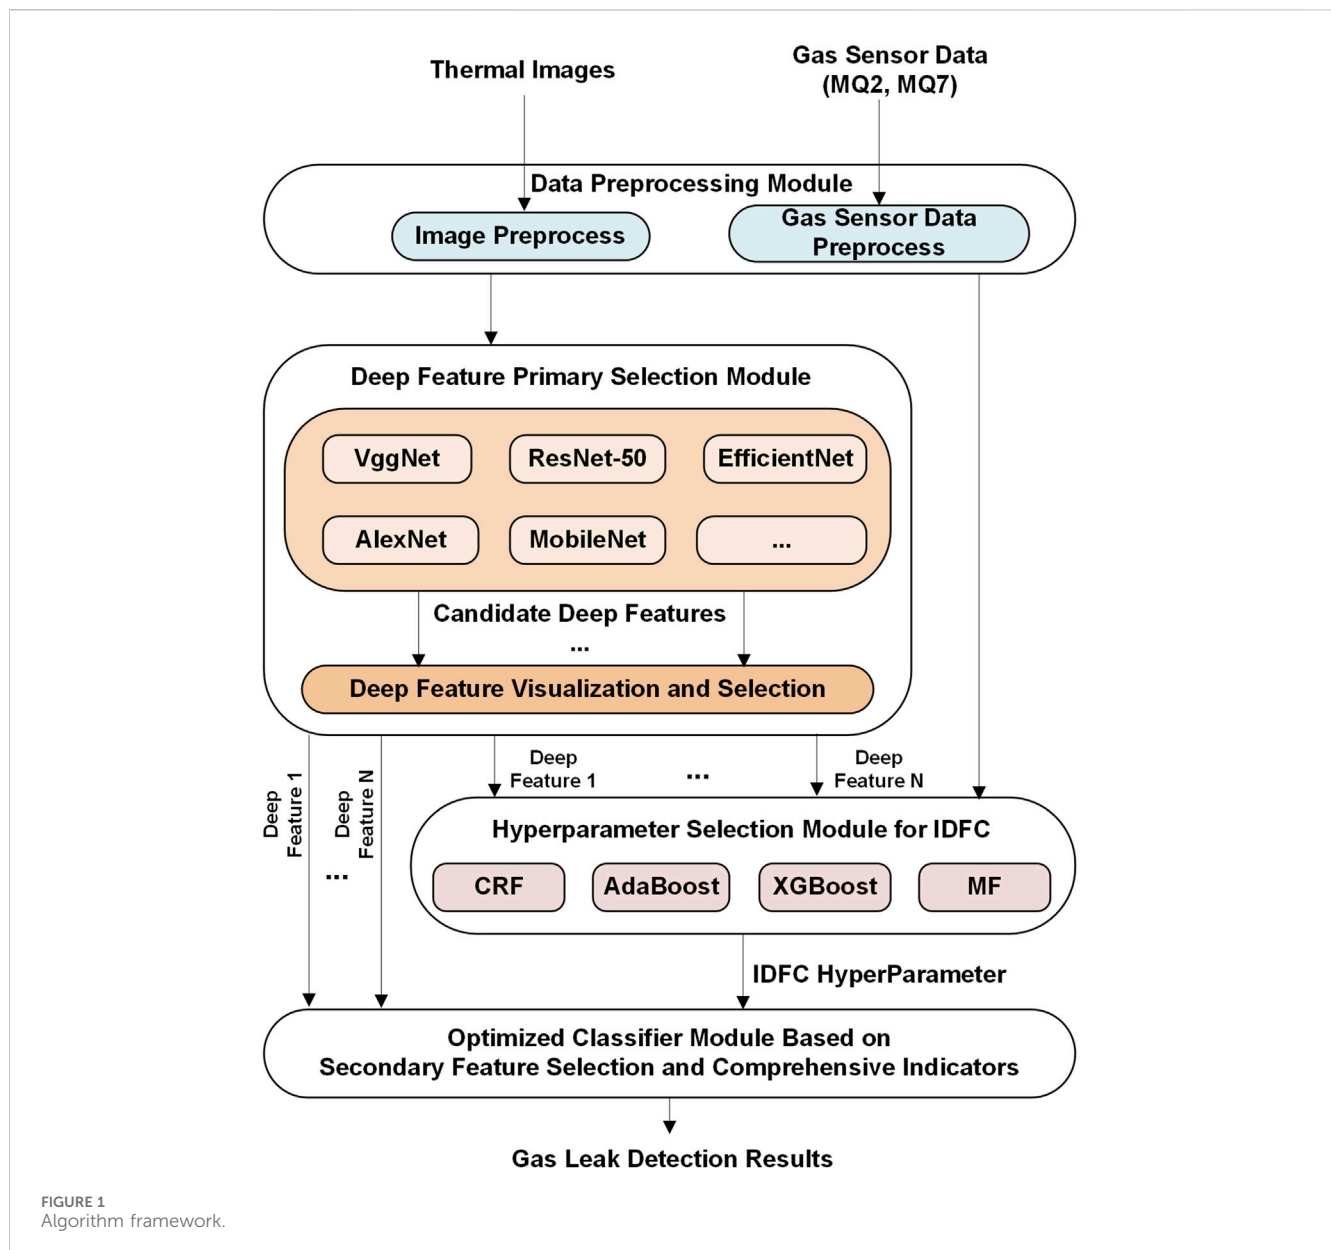 Thermal Images
Gas Sensor Data
(MQ2, MQ7)
Data Preprocessing Module
Image Preprocess
Gas Sensor Data
Preprocess
Deep Feature Primary Selection Module
VggNet
ResNet-50
EfficientNet
AlexNet
MobileNet
...
Candidate Deep Features
...
Deep Feature Visualization and Selection
Deep
Feature 1
...
Deep
Feature N
Deep
Feature 1
...
Deep
Feature N
Hyperparameter Selection Module for IDFC
CRF
AdaBoost
XGBoost
MF
IDFC HyperParameter
Optimized Classifier Module Based on
Secondary Feature Selection and Comprehensive Indicators
Gas Leak Detection Results
FIGURE 1
Algorithm framework.